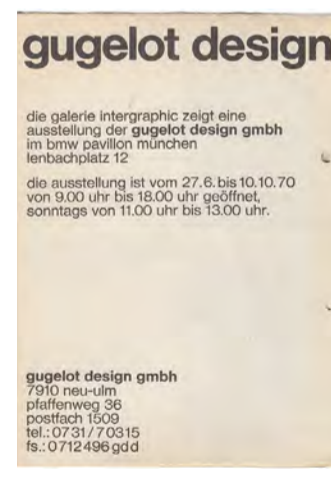 gugelot design
die galerie intergraphic zeigt eine
ausstellung der gugelot design gmbh
im bmw pavillon münchen
lenbachplatz 12
die ausstellung ist vom 27.6. bis 10.10.70
von 9.00 uhr bis 18.00 uhr geöffnet,
sonntags von 11.00 uhr bis 13.00 uhr.
gugelot design gmbh
7910 neu-ulm
pfaffenweg 36
postfach 1509
tel.: 0731/70315
fs.: 0712496 gdd